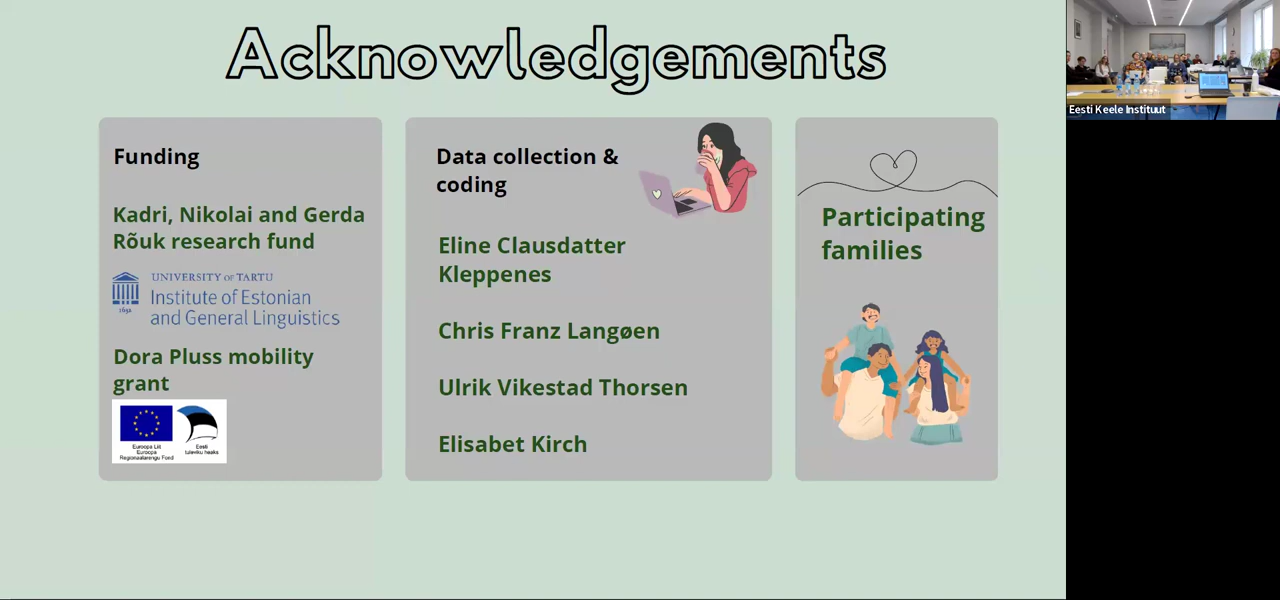 Acknowledgements
Funding
Kadri, Nikolai and Gerda
Rõuk research fund
UNIVERSITY OF TARTU
Institute of Estonian
and General Linguistics
1632
Dora Pluss mobility
grant
Euroopa Liit
Euroopa
Regionaalarengu Fond
Eesti
tuleviku heaks
Data collection &
coding
Eline Clausdatter
Kleppenes
Chris Franz Langøen
Ulrik Vikestad Thorsen
Elisabet Kirch
Participating
families
Eesti Keele Instituut